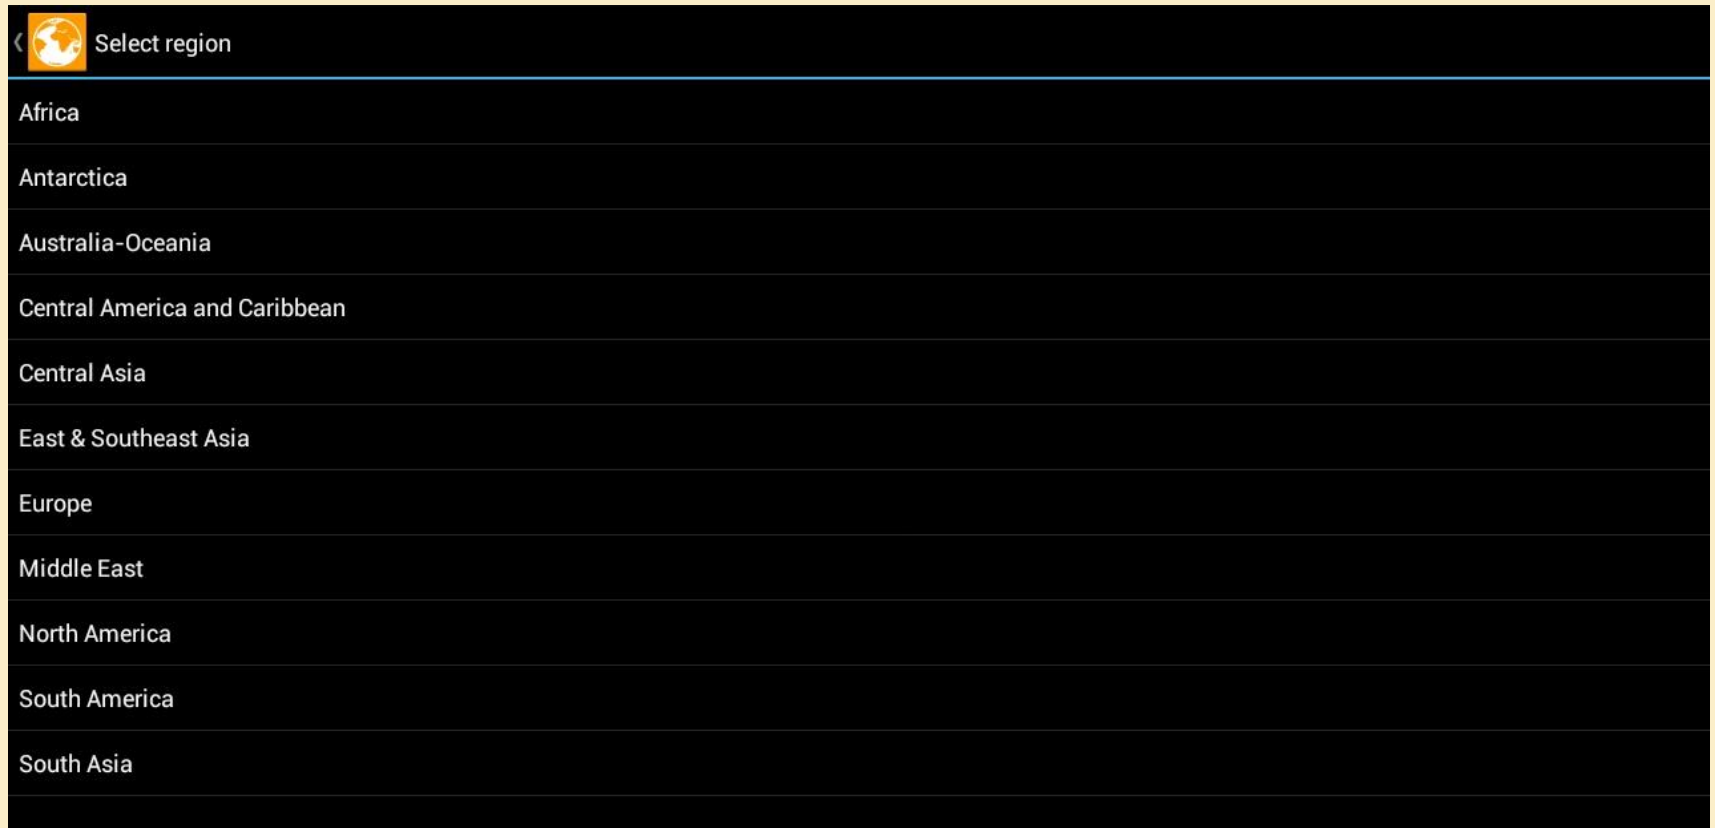 Select region
Africa
Antarctica
Australia-Oceania
Central America and Caribbean
Central Asia
East & Southeast Asia
Europe
Middle East
North America
South America
South Asia